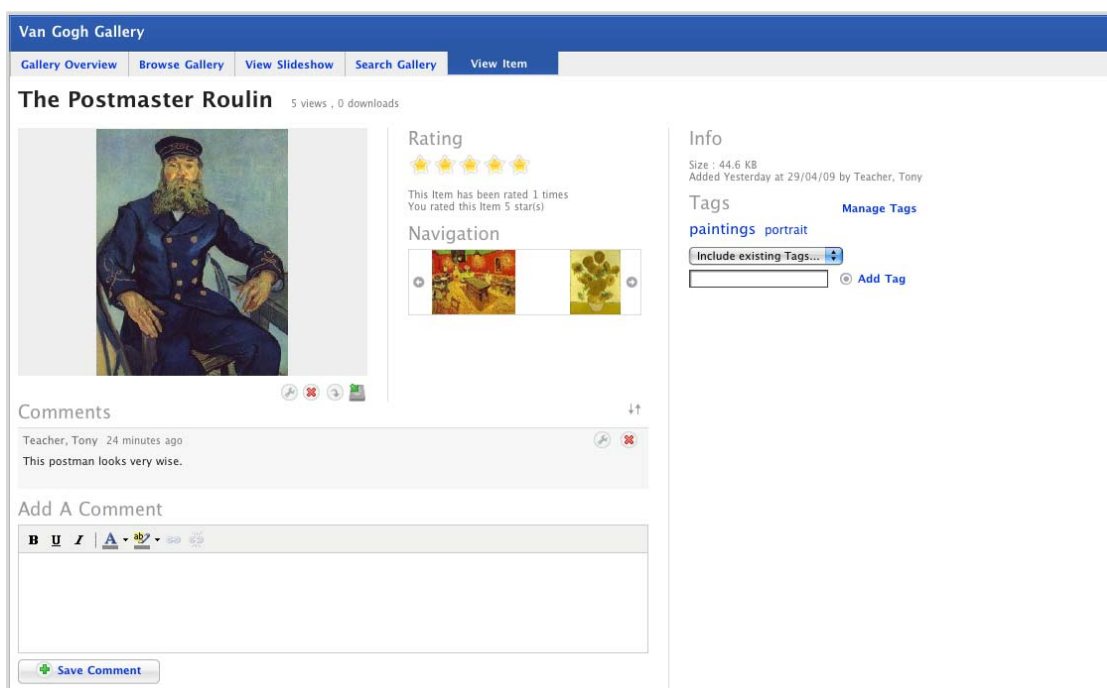 Van Gogh Gallery
Gallery Overview Browse Gallery View Slideshow Search Gallery View Item
The Postmaster Roulin 5 views , 0 downloads
Rating
This Item has been rated 1 times
You rated this Item 5 star(s)
Navigation
Info
Size : 44.6 KB
Added Yesterday at 29/04/09 by Teacher, Tony
Tags Manage Tags
paintings portrait
Include existing Tags...
Add Tag
Comments
Teacher, Tony 24 minutes ago
This postman looks very wise.
Add A Comment
B U I A ab
Save Comment